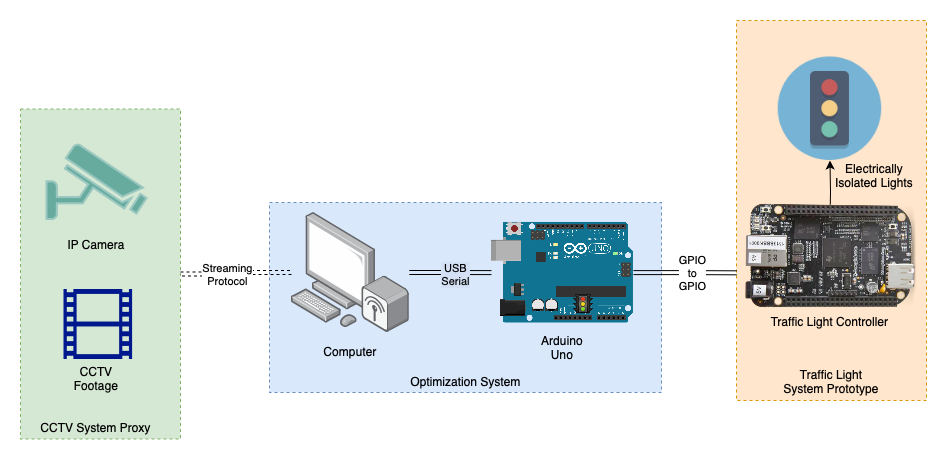 IP Camera
CCTV
Footage
CCTV System Proxy
Streaming
Protocol
Computer
USB
Serial
UNO
Arduino
Uno
Optimization System
GPIO
to
GPIO
Electrically
Isolated Lights
Traffic Light Controller
Traffic Light
System Prototype